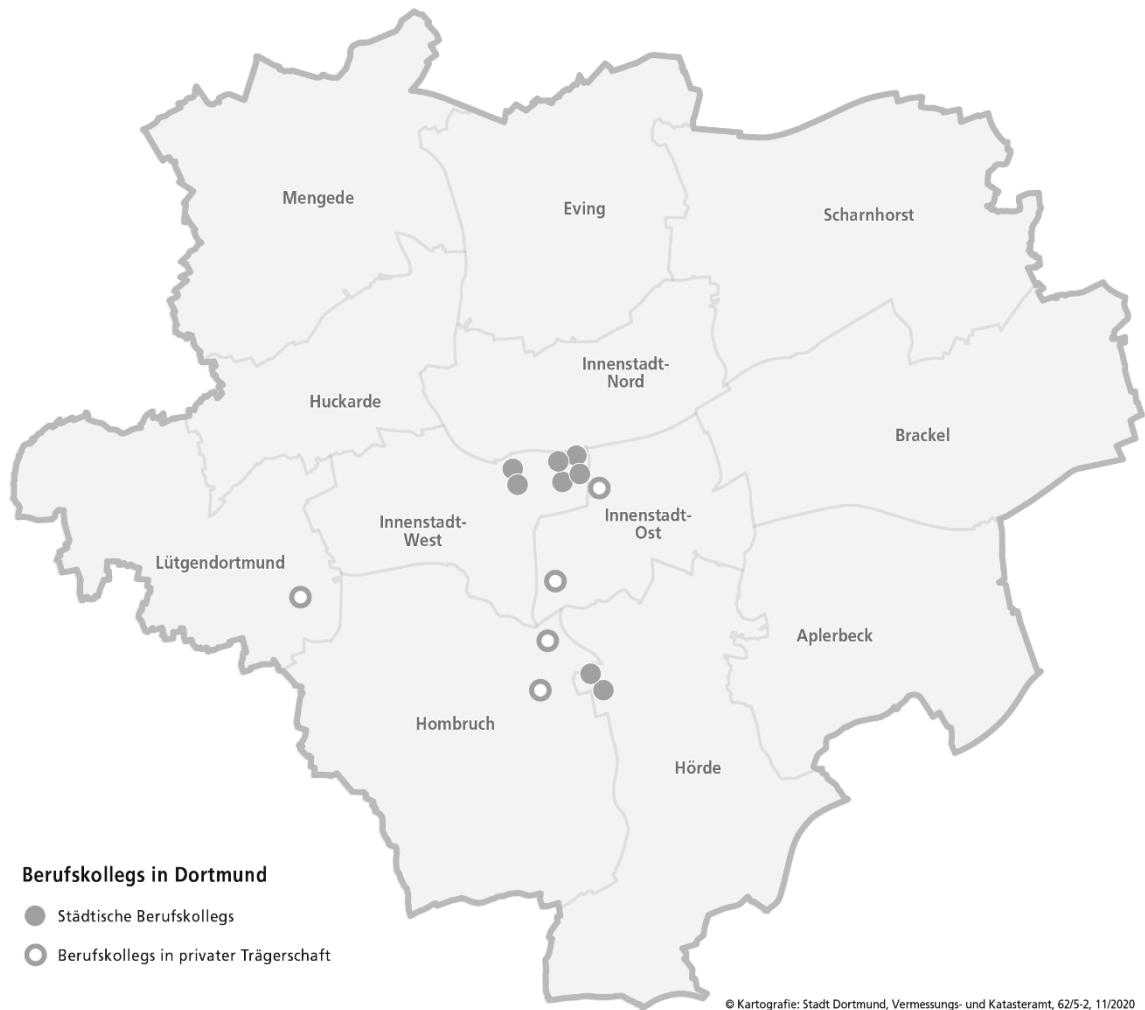 Mengede
Eving
Scharnhorst
Innenstadt-
Nord
Huckarde
Brackel
Innenstadt-
West
Innenstadt-
Ost
Lütgendortmund
Aplerbeck
Hombruch
Hörde
Berufskollegs in Dortmund
Städtische Berufskollegs
Berufskollegs in privater Trägerschaft
© Kartografie: Stadt Dortmund, Vermessungs- und Katasteramt, 62/5-2, 11/2020